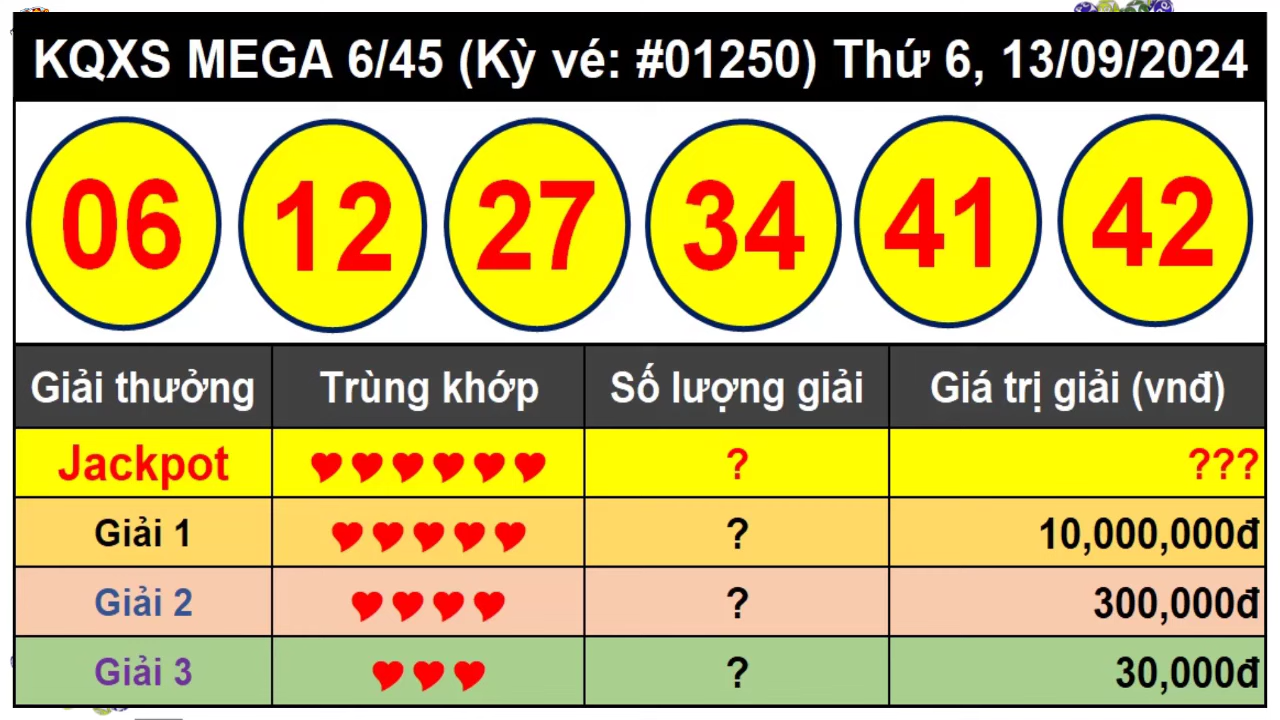 KQXS MEGA 6/45 (Kỳ vé: #01250) Thứ 6, 13/09/2024
06 12 27 34 41 42
Giải thưởng Trùng khớp Số lượng giải Giá trị giải (vnđ)
Jackpot ? ???
Giải 1 ? 10,000,000đ
Giải 2 ? 300,000đ
Giải 3 ? 30,000đ